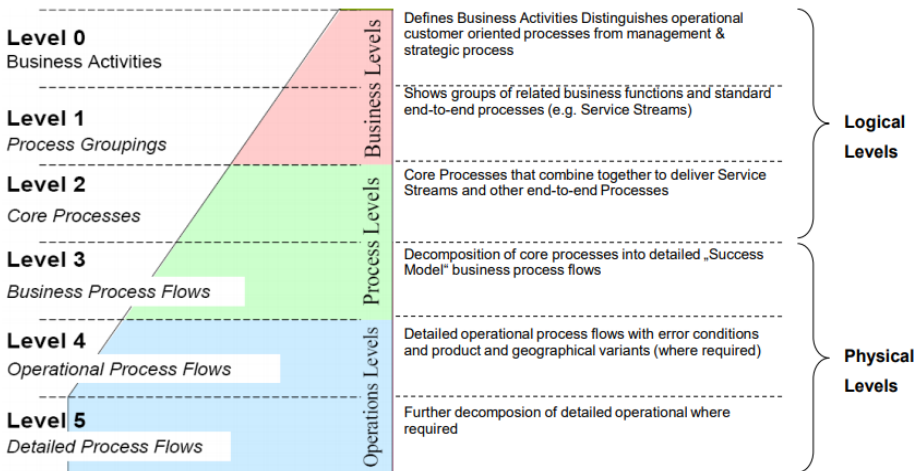 Level 0
Business Activities
Defines Business Activities Distinguishes operational
customer oriented processes from management &
strategic process
Level 1
Process Groupings
Shows groups of related business functions and standard
end-to-end processes (e.g. Service Streams)
Business Levels
Logical
Levels
Level 2
Core Processes
Core Processes that combine together to deliver Service
Streams and other end-to-end Processes
Level 3
Business Process Flows
Decomposition of core processes into detailed „Success
Model“ business process flows
Process Levels
Level 4
Operational Process Flows
Detailed operational process flows with error conditions
and product and geographical variants (where required)
Physical
Levels
Level 5
Detailed Process Flows
Further decomposion of detailed operational where
required
Operations Levels